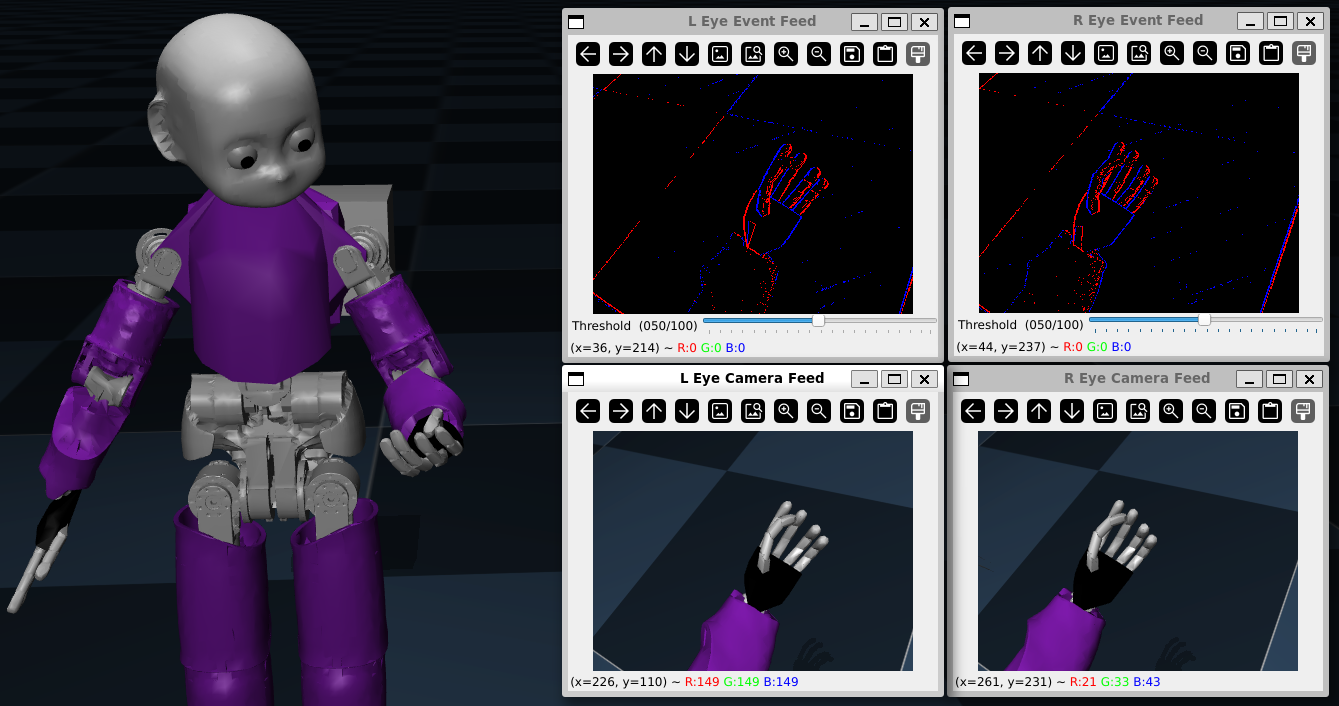 L Eye Event Feed
Threshold (050/100)
(x=36, y=214) ~ R:0 G:0 B:0
R Eye Event Feed
Threshold (050/100)
(x=44, y=237) ~ R:0 G:0 B:0
L Eye Camera Feed
(x=226, y=110) ~ R:149 G:149 B:149
R Eye Camera Feed
(x=261, y=231) ~ R:21 G:33 B:43